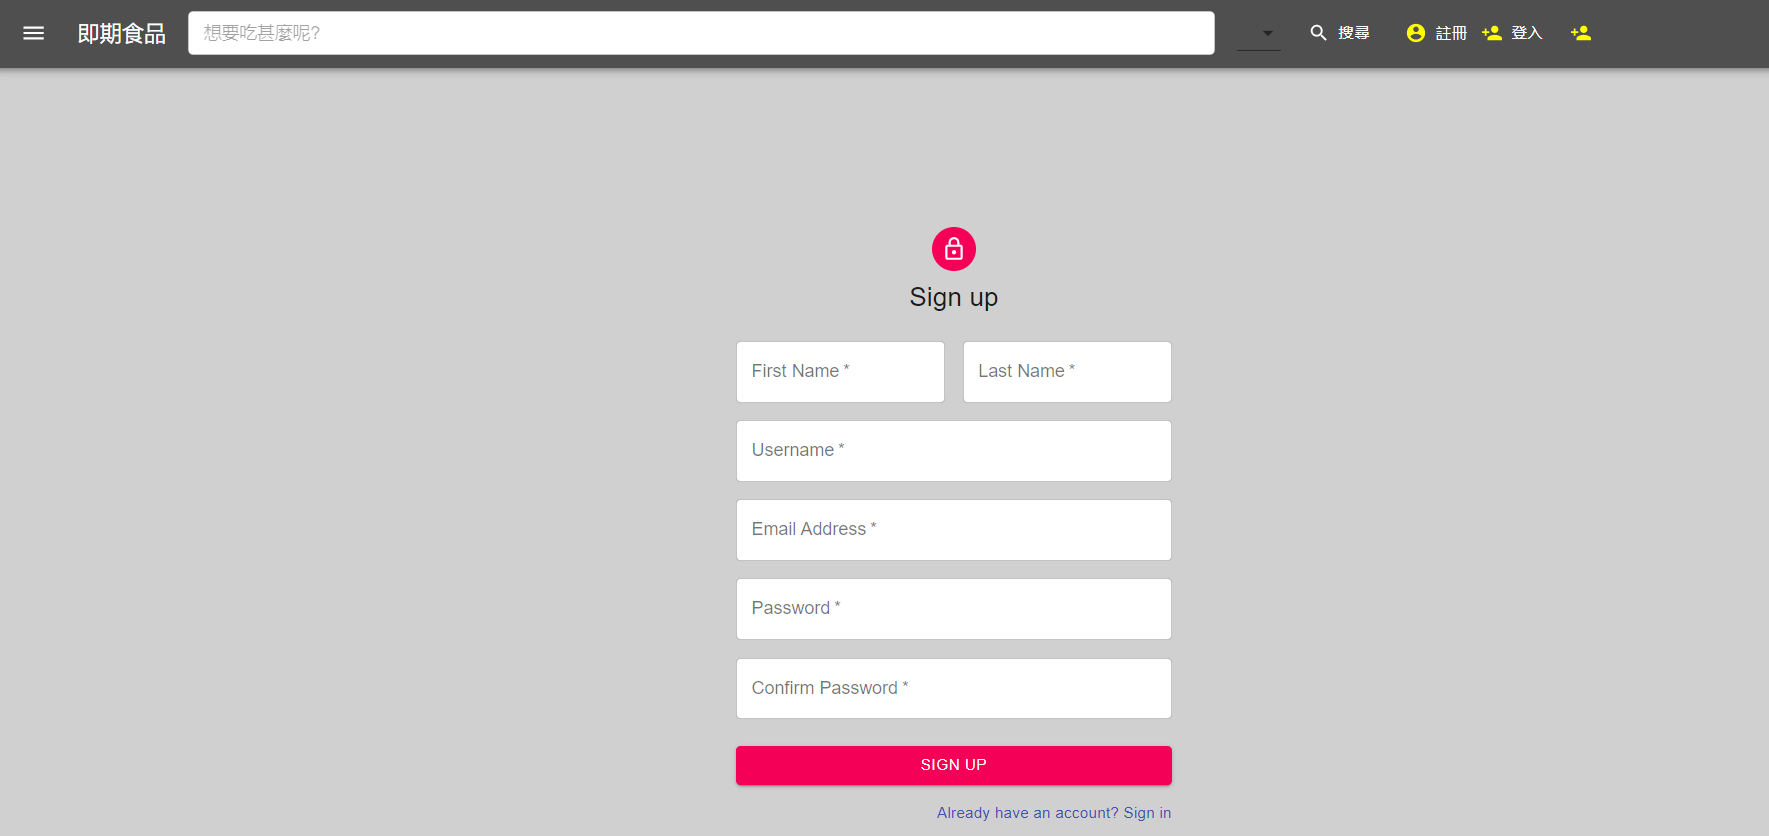 即期食品
想要吃甚麼呢?
搜尋
註冊
登入
Sign up
First Name *
Last Name *
Username *
Email Address *
Password *
Confirm Password *
SIGN UP
Already have an account? Sign in